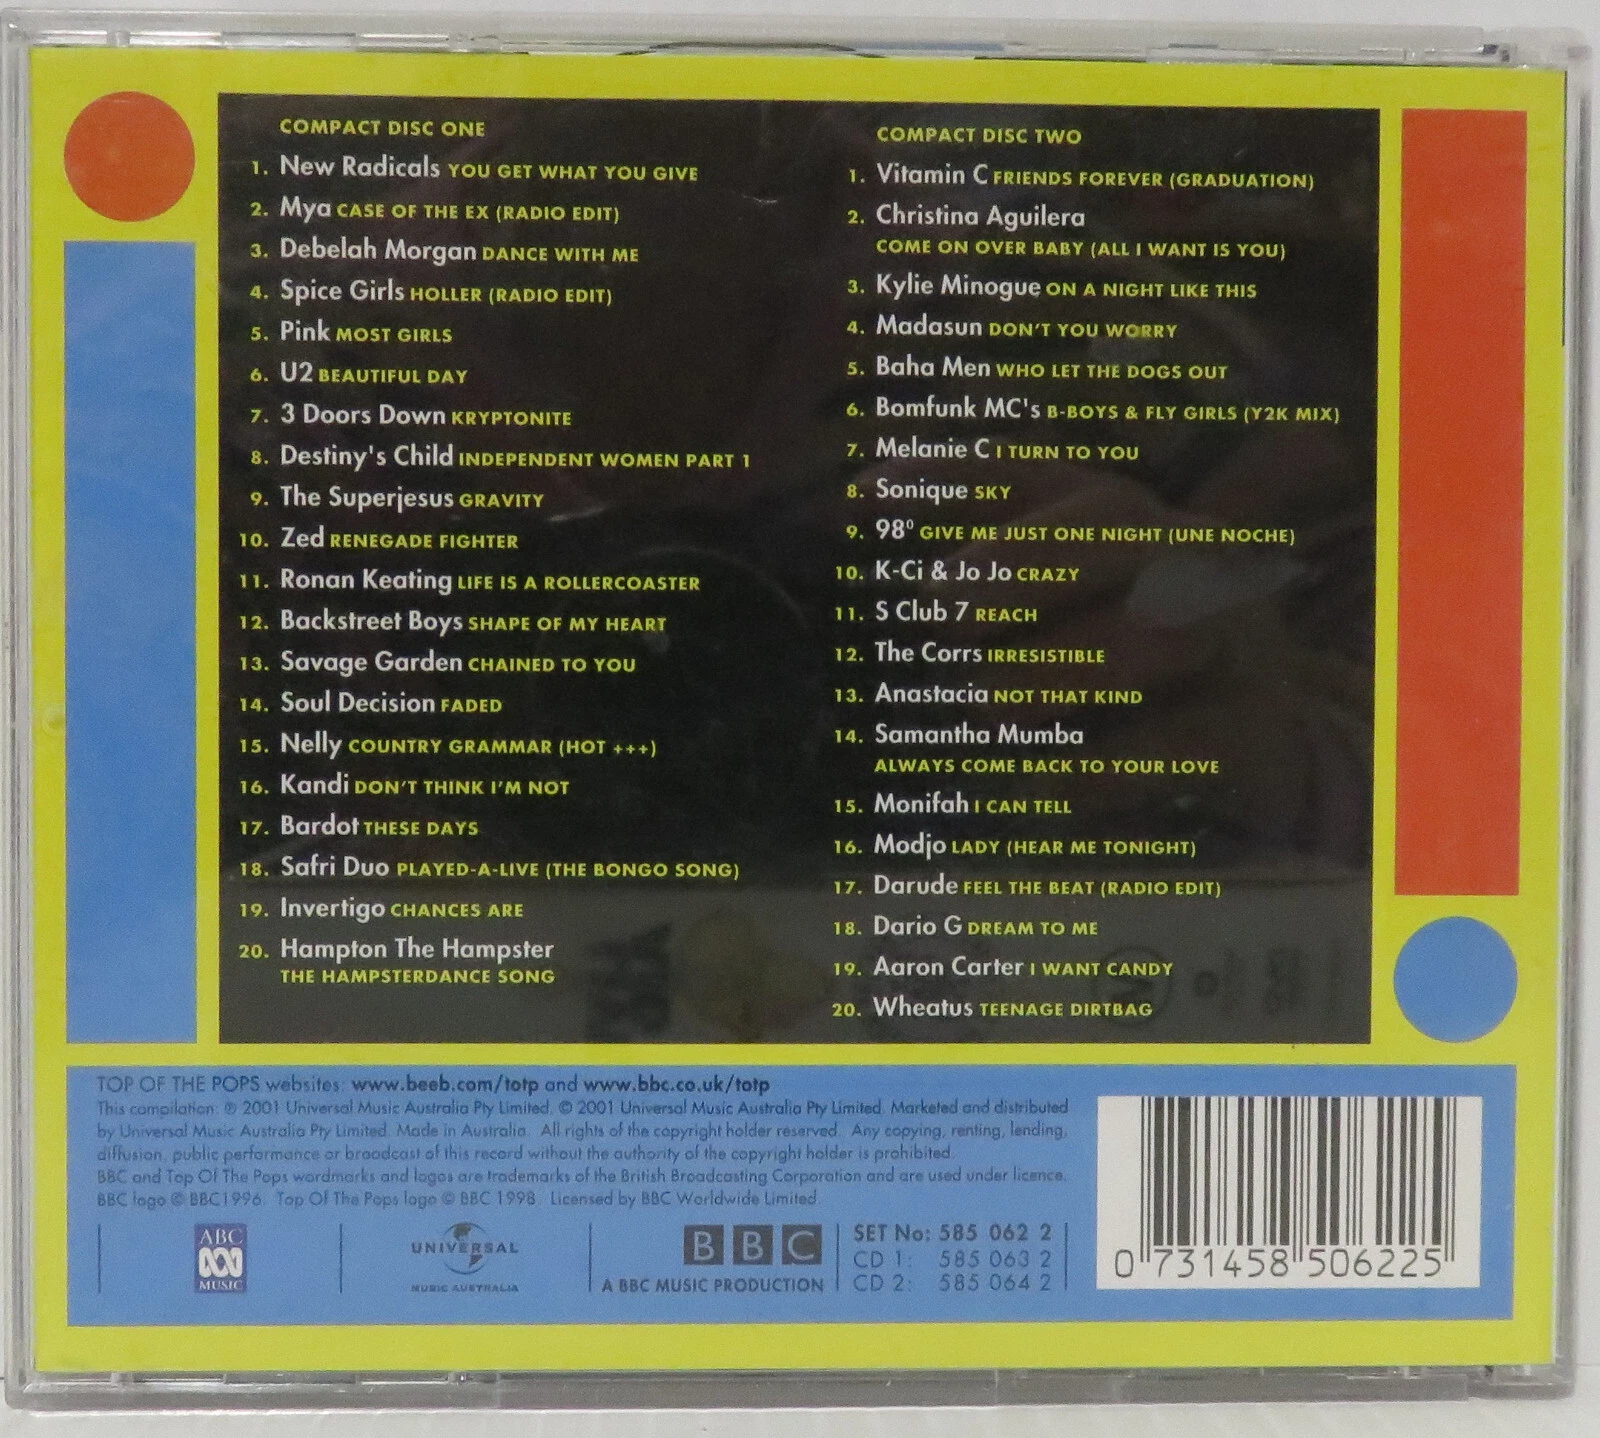 COMPACT DISC ONE
1. New Radicals YOU GET WHAT YOU GIVE
2. Mya CASE OF THE EX (RADIO EDIT)
3. Debelah Morgan DANCE WITH ME
4. Spice Girls HOLLER (RADIO EDIT)
5. Pink MOST GIRLS
6. U2 BEAUTIFUL DAY
7. 3 Doors Down KRYPTONITE
8. Destiny's Child INDEPENDENT WOMEN PART 1
9. The Superjesus GRAVITY
10. Zed RENEGADE FIGHTER
11. Ronan Keating LIFE IS A ROLLERCOASTER
12. Backstreet Boys SHAPE OF MY HEART
13. Savage Garden CHAINED TO YOU
14. Soul Decision FADED
15. Nelly COUNTRY GRAMMAR (HOT +++)
16. Kandi DON'T THINK I'M NOT
17. Bardot THESE DAYS
18. Safri Duo PLAYED-A-LIVE (THE BONGO SONG)
19. Invertigo CHANCES ARE
20. Hampton The Hampster
THE HAMPSTERDANCE SONG
COMPACT DISC TWO
1. Vitamin C FRIENDS FOREVER (GRADUATION)
2. Christina Aguilera
COME ON OVER BABY (ALL I WANT IS YOU)
3. Kylie Minogue ON A NIGHT LIKE THIS
4. Madasun DON'T YOU WORRY
5. Baha Men WHO LET THE DOGS OUT
6. Bomfunk MC's B-BOYS & FLY GIRLS (Y2K MIX)
7. Melanie C I TURN TO YOU
8. Sonique SKY
9. 98° GIVE ME JUST ONE NIGHT (UNE NOCHE)
10. K-Ci & Jo Jo CRAZY
11. S Club 7 REACH
12. The Corrs IRRESISTIBLE
13. Anastacia NOT THAT KIND
14. Samantha Mumba
ALWAYS COME BACK TO YOUR LOVE
15. Monifah I CAN TELL
16. Modjo LADY (HEAR ME TONIGHT)
17. Darude FEEL THE BEAT (RADIO EDIT)
18. Dario G DREAM TO ME
19. Aaron Carter I WANT CANDY
20. Wheatus TEENAGE DIRTBAG
TOP OF THE POPS websites: www.beeb.com/totp and www.bbc.co.uk/totp
This compilation: ℗ 2001 Universal Music Australia Pty Limited. © 2001 Universal Music Australia Pty Limited. Marketed and distributed
by Universal Music Australia Pty Limited. Made in Australia. All rights of the copyright holder reserved. Any copying, renting, lending,
diffusion, public performance or broadcast of this record without the authority of the copyright holder is prohibited.
BBC and Top Of The Pops wordmarks and logos are trademarks of the British Broadcasting Corporation and are used under licence.
BBC logo © BBC1996. Top Of The Pops logo © BBC 1998. Licensed by BBC Worldwide Limited.
ABC
MUSIC
UNIVERSAL
MUSIC AUSTRALIA
BBC
A BBC MUSIC PRODUCTION
SET No: 585 062 2
CD 1: 585 063 2
CD 2: 585 064 2
0 731458 506225